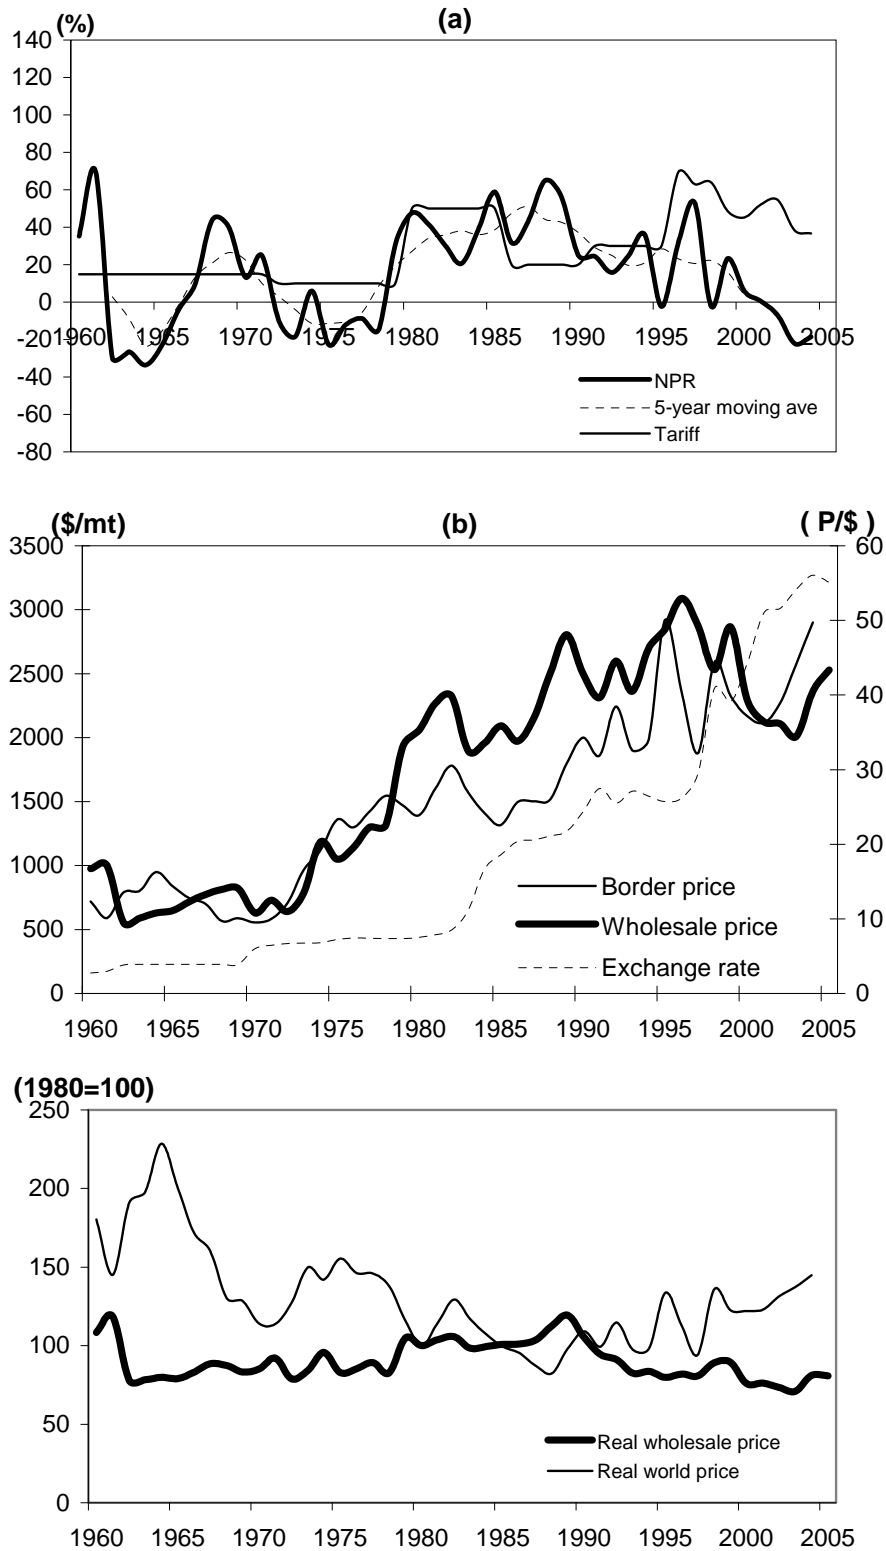 (%) (a)
140
120
100
80
60
40
20
0
-20
-40
-60
-80
1960 1965 1970 1975 1980 1985 1990 1995 2000 2005
NPR
5-year moving ave
Tariff
($/mt) (b) ( P/$ )
3500 60
3000 50
2500 40
2000 30
1500 20
1000 10
500 0
0
Border price
Wholesale price
Exchange rate
1960 1965 1970 1975 1980 1985 1990 1995 2000 2005
(1980=100)
250
200
150
100
50
0
Real wholesale price
Real world price
1960 1965 1970 1975 1980 1985 1990 1995 2000 2005